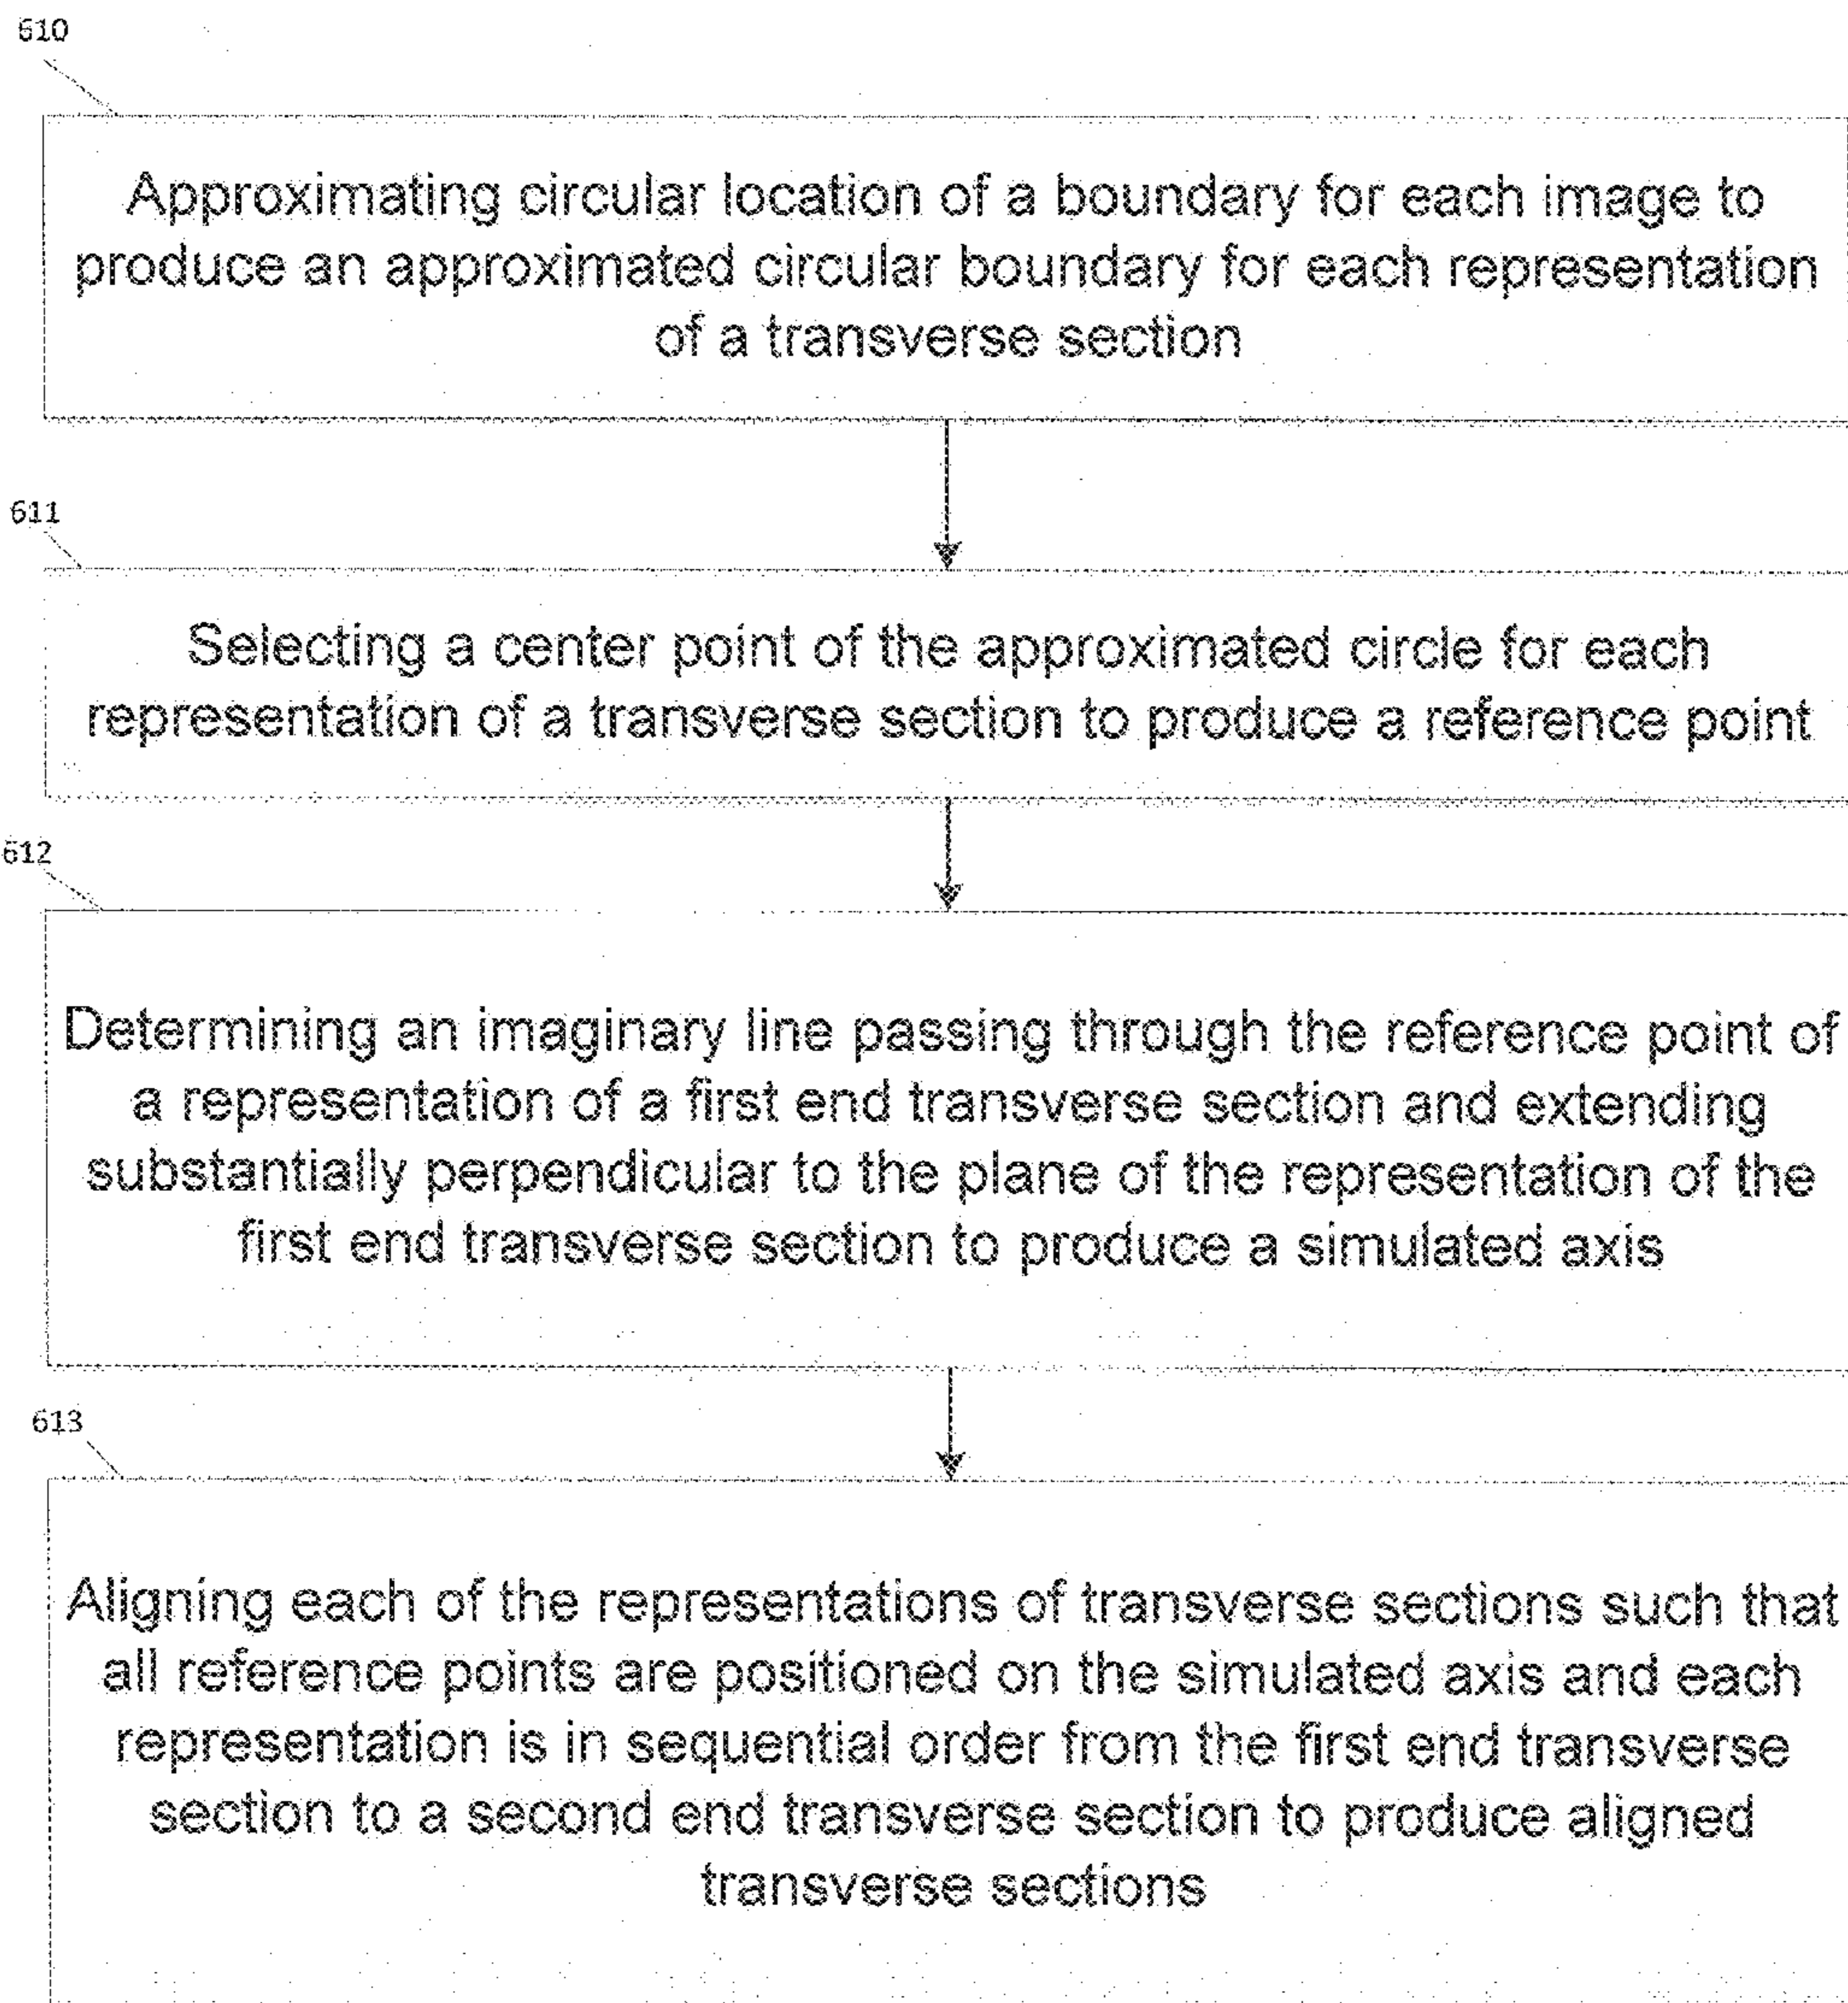 610
Approximating circular location of a boundary for each image to
produce an approximated circular boundary for each representation
of a transverse section
611
Selecting a center point of the approximated circle for each
representation of a transverse section to produce a reference point
612
Determining an imaginary line passing through the reference point of
a representation of a first end transverse section and extending
substantially perpendicular to the plane of the representation of the
first end transverse section to produce a simulated axis
613
Aligning each of the representations of transverse sections such that
all reference points are positioned on the simulated axis and each
representation is in sequential order from the first end transverse
section to a second end transverse section to produce aligned
transverse sections